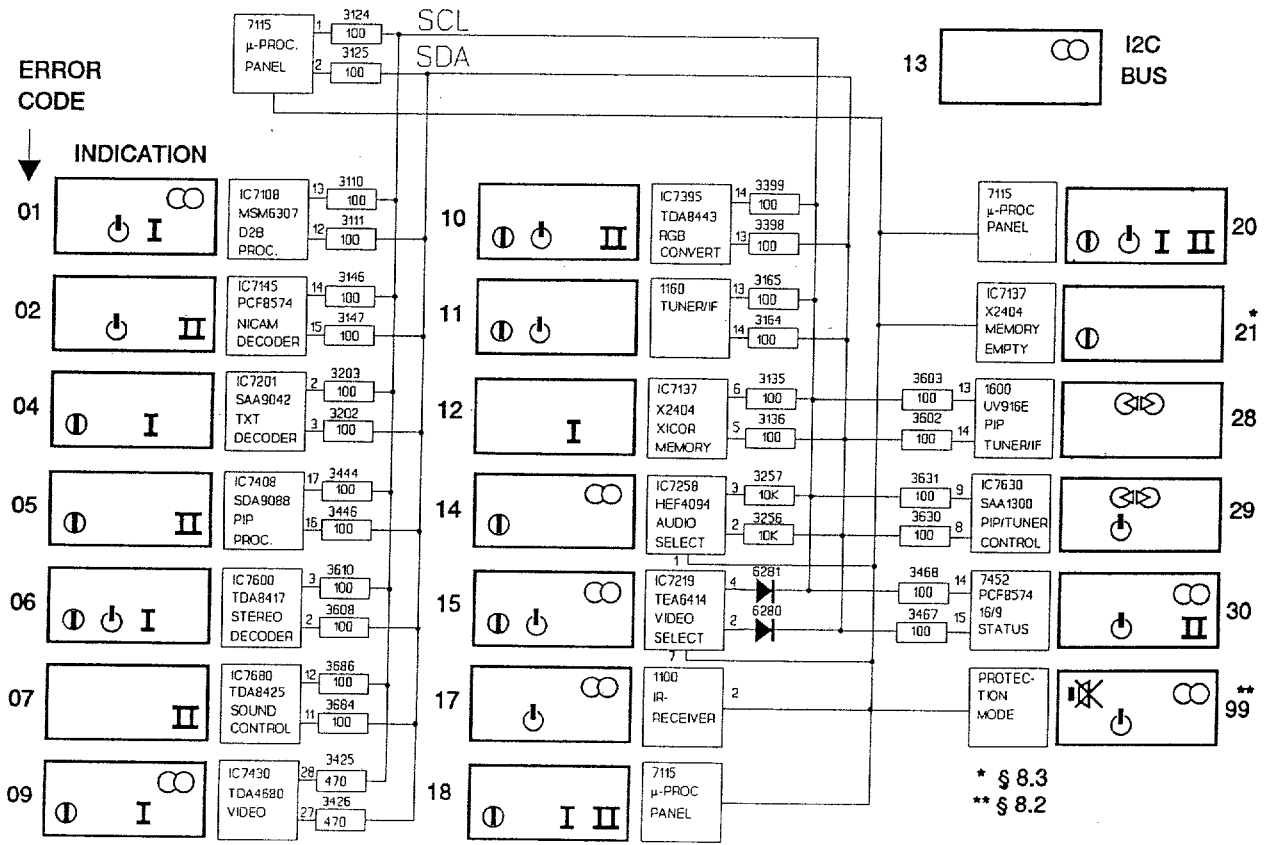 7115
μ-PROC.
PANEL
1
3124
100
SCL
2
3125
100
SDA
13
I2C
BUS
ERROR
CODE
INDICATION
01
I
IC7108
MSM6307
D2B
PROC.
13
3110
100
12
3111
100
02
II
IC7145
PCF8574
NICAM
DECODER
14
3146
100
15
3147
100
04
I
IC7201
SAA9042
TXT
DECODER
2
3203
100
3
3202
100
05
II
IC7408
SDA9088
PIP
PROC.
17
3444
100
16
3446
100
06
I
IC7600
TDA8417
STEREO
DECODER
3
3610
100
2
3608
100
07
II
IC7680
TDA8425
SOUND
CONTROL
12
3686
100
11
3684
100
09
I
IC7430
TDA4680
VIDEO
28
3425
470
27
3426
470
10
II
IC7395
TDA8443
RGB
CONVERT
14
3399
100
13
3398
100
11
1160
TUNER/IF
13
3165
100
14
3164
100
12
I
IC7137
X2404
XICOR
MEMORY
6
3135
100
5
3136
100
14
IC7258
HEF4094
AUDIO
SELECT
3
3257
10K
2
3256
10K
1
15
IC7219
TEA6414
VIDEO
SELECT
4
6281
2
6280
7
17
1100
IR-
RECEIVER
2
18
I II
7115
μ-PROC
PANEL
7115
μ-PROC
PANEL
I II
20
IC7137
X2404
MEMORY
EMPTY
*
21
3603
100
13
3602
100
14
1600
UV916E
PIP
TUNER/IF
28
3631
100
9
3630
100
8
IC7630
SAA1300
PIP/TUNER
CONTROL
29
3468
100
14
3467
100
15
7452
PCF8574
16/9
STATUS
II
30
PROTEC-
TION
MODE
**
99
* § 8.3
** § 8.2